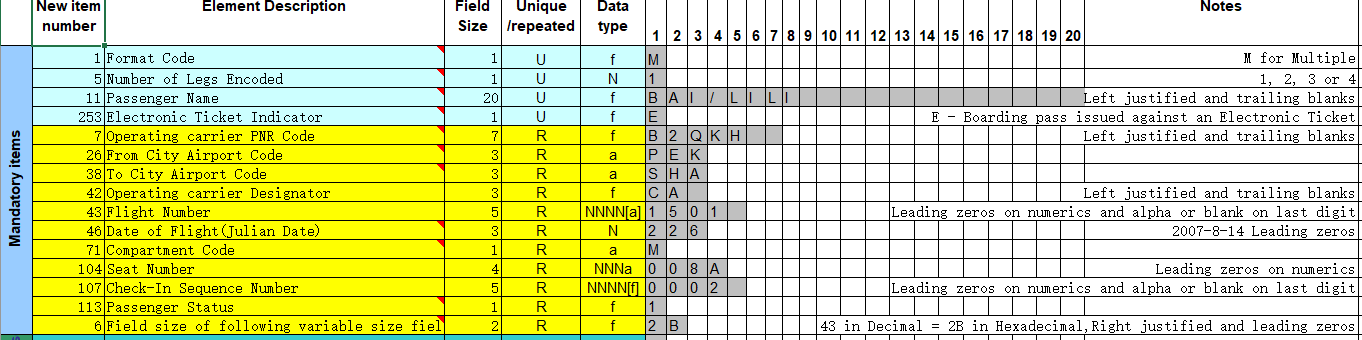 New item number Element Description Field Size Unique /repeated Data type 1 2 3 4 5 6 7 8 9 10 11 12 13 14 15 16 17 18 19 20 Notes
Mandatory items
1 Format Code 1 U f M M for Multiple
5 Number of Legs Encoded 1 U N 1 1, 2, 3 or 4
11 Passenger Name 20 U f B A I / L I L I Left justified and trailing blanks
253 Electronic Ticket Indicator 1 U f E E - Boarding pass issued against an Electronic Ticket
7 Operating carrier PNR Code 7 R f B 2 Q K H Left justified and trailing blanks
26 From City Airport Code 3 R a P E K
38 To City Airport Code 3 R a S H A
42 Operating carrier Designator 3 R f C A Left justified and trailing blanks
43 Flight Number 5 R NNNN[a] 1 5 0 1 Leading zeros on numerics and alpha or blank on last digit
46 Date of Flight(Julian Date) 3 R N 2 2 6 2007-8-14 Leading zeros
71 Compartment Code 1 R a M
104 Seat Number 4 R NNNa 0 0 8 A Leading zeros on numerics
107 Check-In Sequence Number 5 R NNNN[f] 0 0 0 2 Leading zeros on numerics and alpha or blank on last digit
113 Passenger Status 1 R f 1
6 Field size of following variable size fiel 2 R f 2 B 43 in Decimal = 2B in Hexadecimal,Right justified and leading zeros